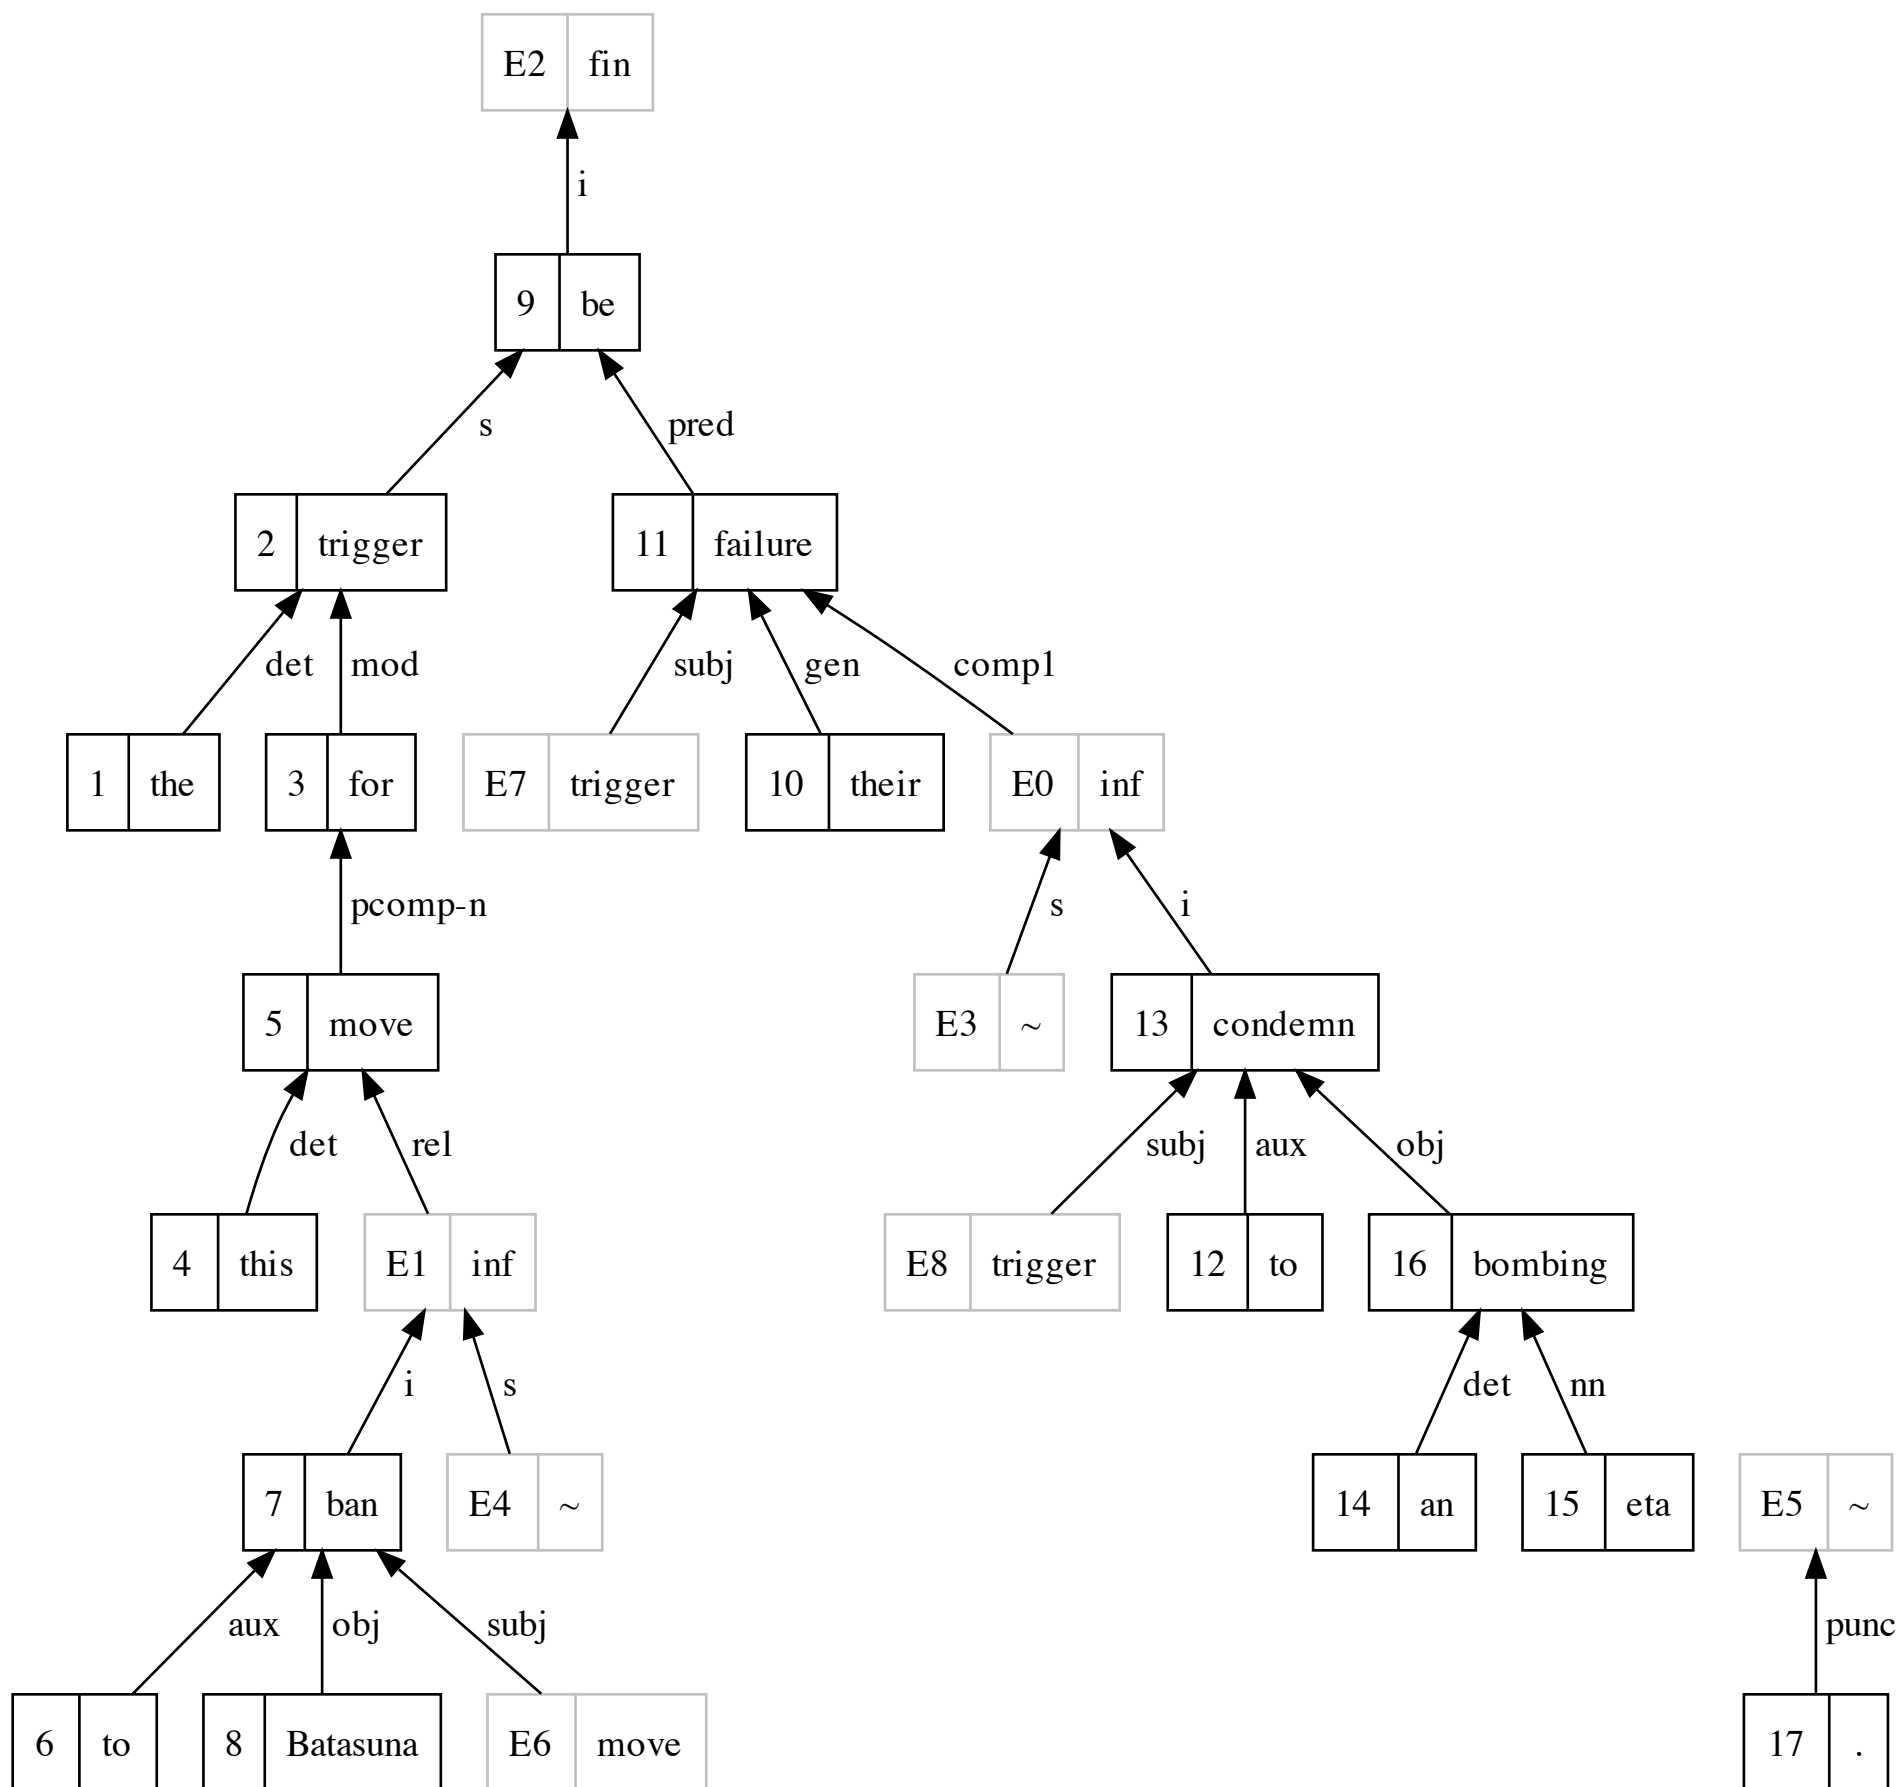 E2 fin
i
9 be
s pred
2 trigger 11 failure
det mod subj gen comp1
1 the 3 for E7 trigger 10 their E0 inf
pcomp-n s i
5 move E3 ~ 13 condemn
det rel subj aux obj
4 this E1 inf E8 trigger 12 to 16 bombing
i s det nn
7 ban E4 ~ 14 an 15 eta E5 ~
aux obj subj punc
6 to 8 Batasuna E6 move 17 .